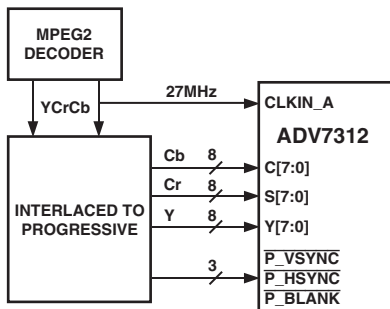 MPEG2
DECODER
YCrCb
27MHz
CLKIN_A
ADV7312
INTERLACED TO
PROGRESSIVE
Cb 8
C[7:0]
Cr 8
S[7:0]
Y 8
Y[7:0]
3
P_VSYNC
P_HSYNC
P_BLANK